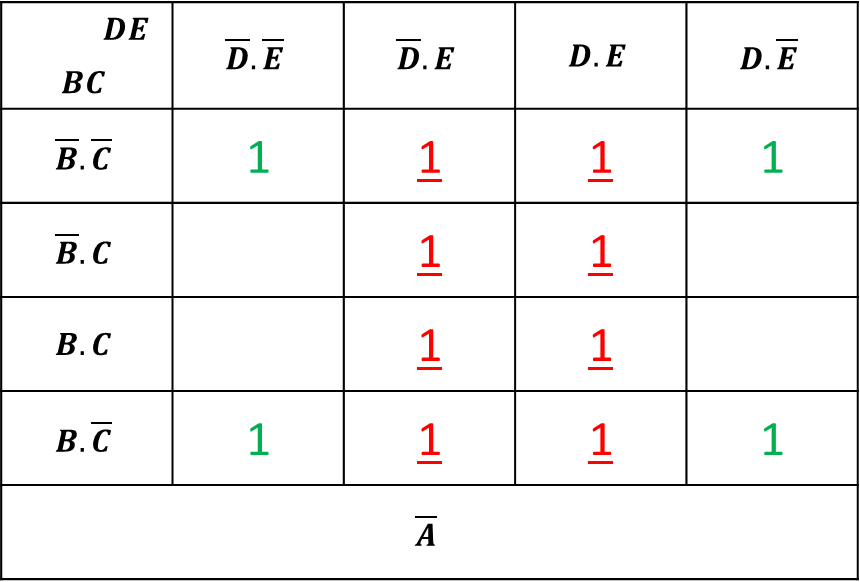 DE
BC
D̅.E̅ D̅.E D.E D.E̅
B̅.C̅ 1 1 1 1
B̅.C 1 1
B.C 1 1
B.C̅ 1 1 1 1
A̅